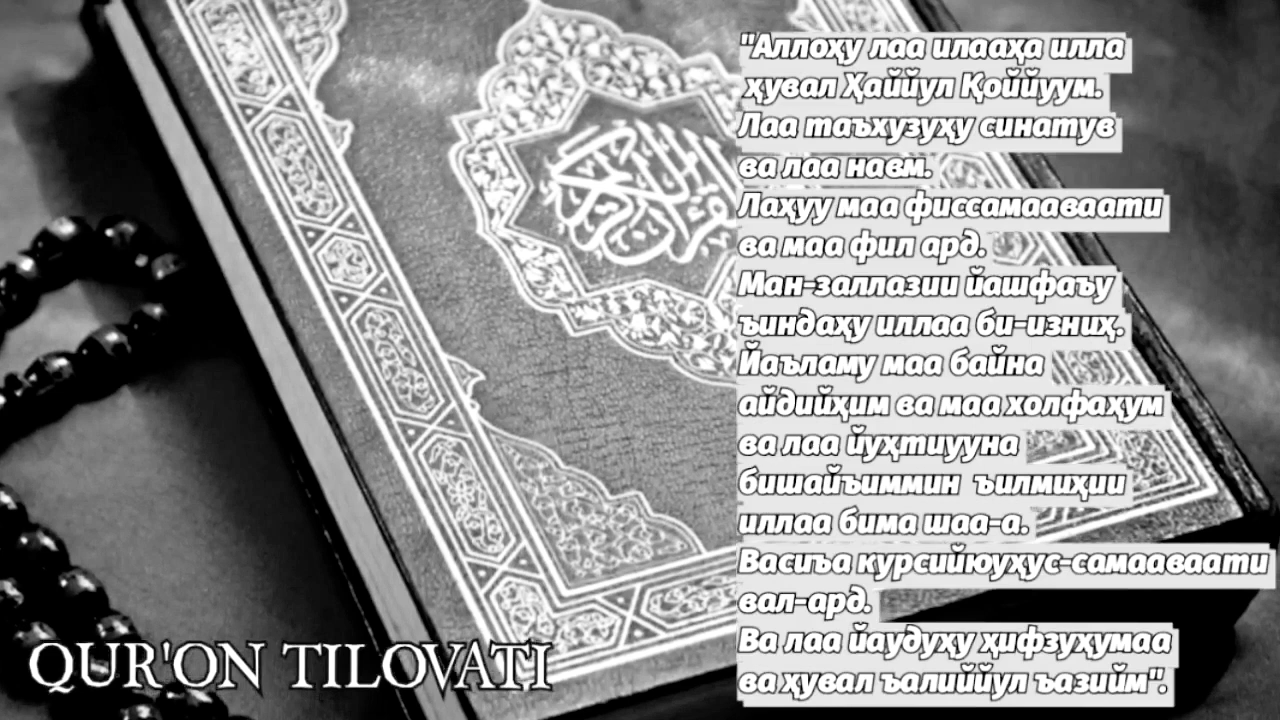 "Аллоҳу лаа илааҳа илла
ҳувал Ҳаййул Қоййуум.
Лаа таъхузуҳу синатув
ва лаа навм.
Лаҳуу маа фиссамааваати
ва маа фил ард.
Ман-заллазии йашфаъу
ъиндаҳу иллаа би-изниҳ.
Йаъламу маа байна
айдийҳим ва маа холфаҳум
ва лаа йуҳтиууна
бишайъиммин ъилмиҳии
иллаа бима шаа-а.
Васиъа курсийюуҳус-самааваати
вал-ард.
Ва лаа йаудуҳу ҳифзуҳумаа
ва ҳувал ъалиййул ъазийм".
QUR'ON TILOVATI